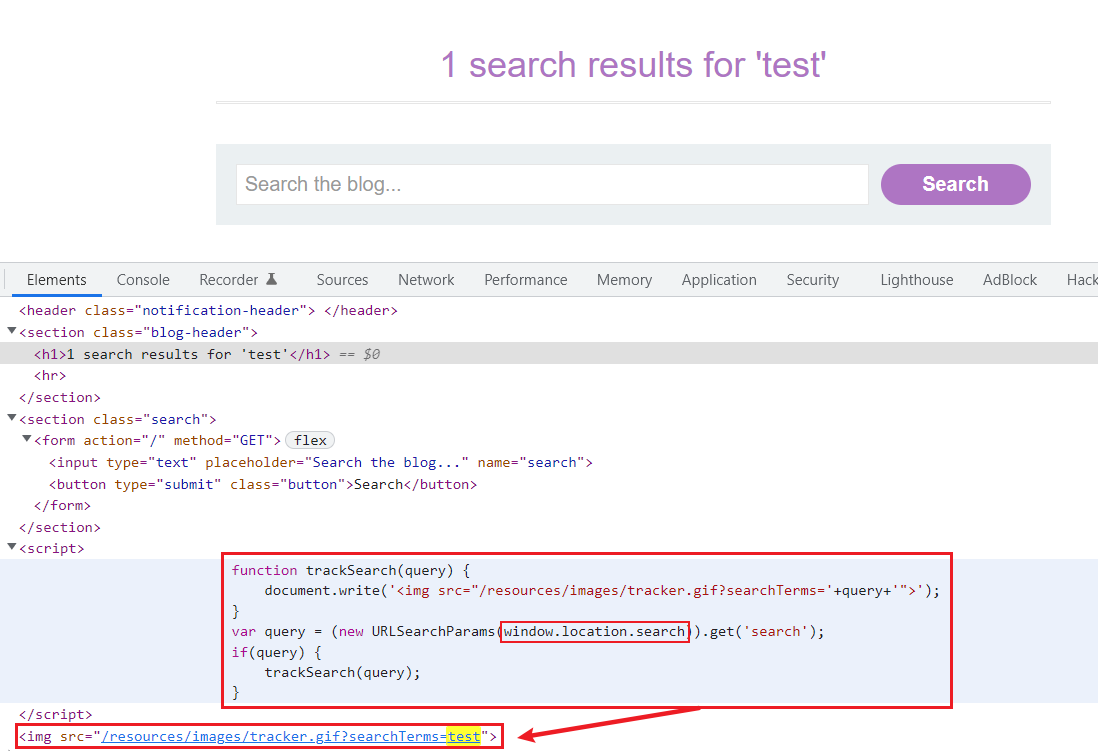 1 search results for 'test'
Search the blog...
Search
Elements Console Recorder Sources Network Performance Memory Application Security Lighthouse AdBlock Hack
<header class="notification-header"> </header>
<section class="blog-header">
<h1>1 search results for 'test'</h1> == $0
<hr>
</section>
<section class="search">
<form action="/" method="GET"> flex
<input type="text" placeholder="Search the blog..." name="search">
<button type="submit" class="button">Search</button>
</form>
</section>
<script>
function trackSearch(query) {
document.write('<img src="/resources/images/tracker.gif?searchTerms='+query+'">');
}
var query = (new URLSearchParams(window.location.search)).get('search');
if(query) {
trackSearch(query);
}
</script>
<img src="/resources/images/tracker.gif?searchTerms=test">